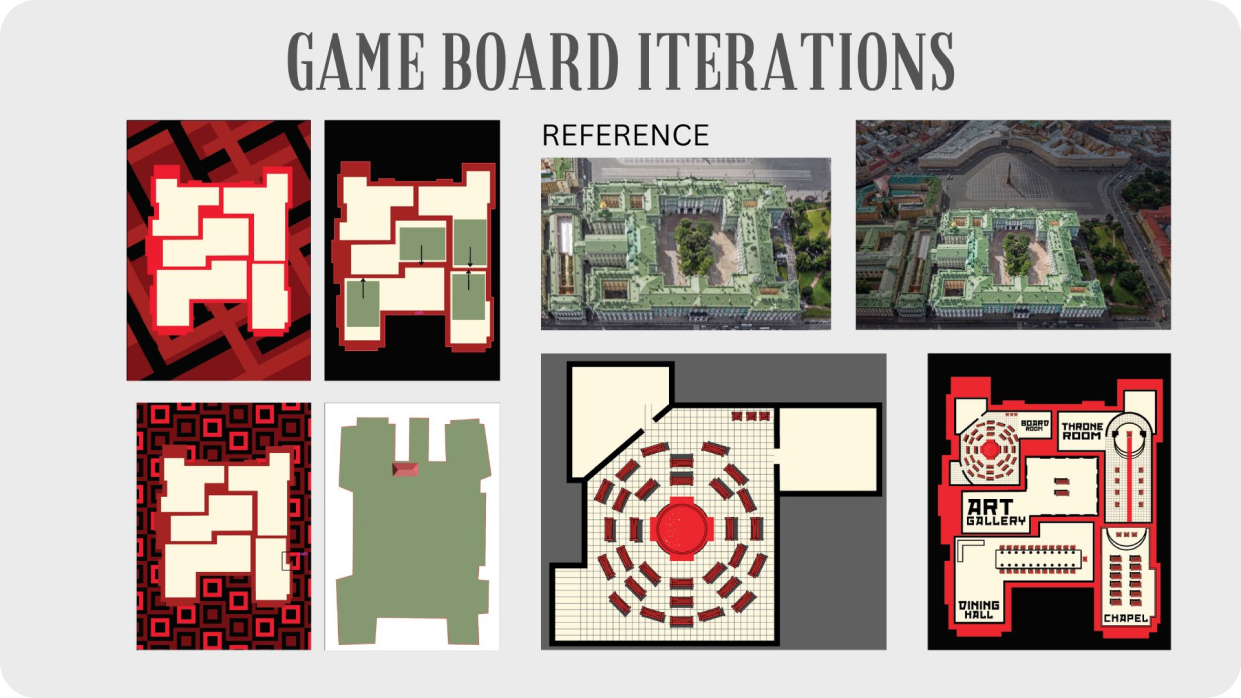 GAME BOARD ITERATIONS
REFERENCE
BOARD
ROOM
THRONE
ROOM
ART
GALLERY
DINING
HALL
CHAPEL